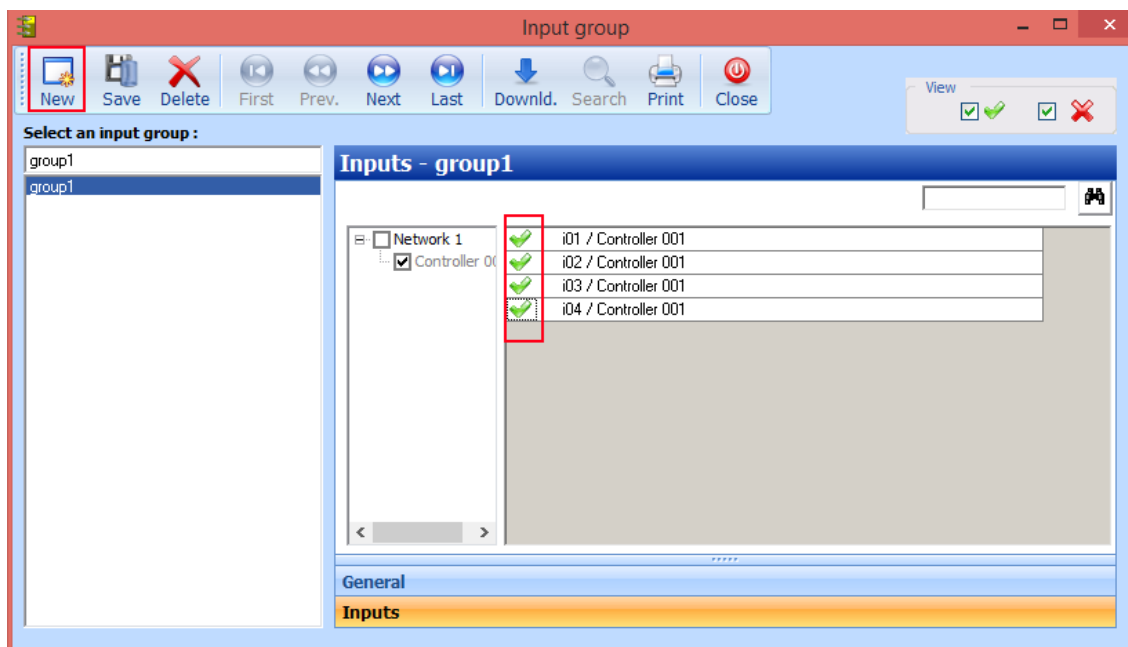 Input group
New Save Delete First Prev. Next Last Downld. Search Print Close
View
Select an input group :
group1
group1
Inputs - group1
Network 1
Controller 00
i01 / Controller 001
i02 / Controller 001
i03 / Controller 001
i04 / Controller 001
General
Inputs